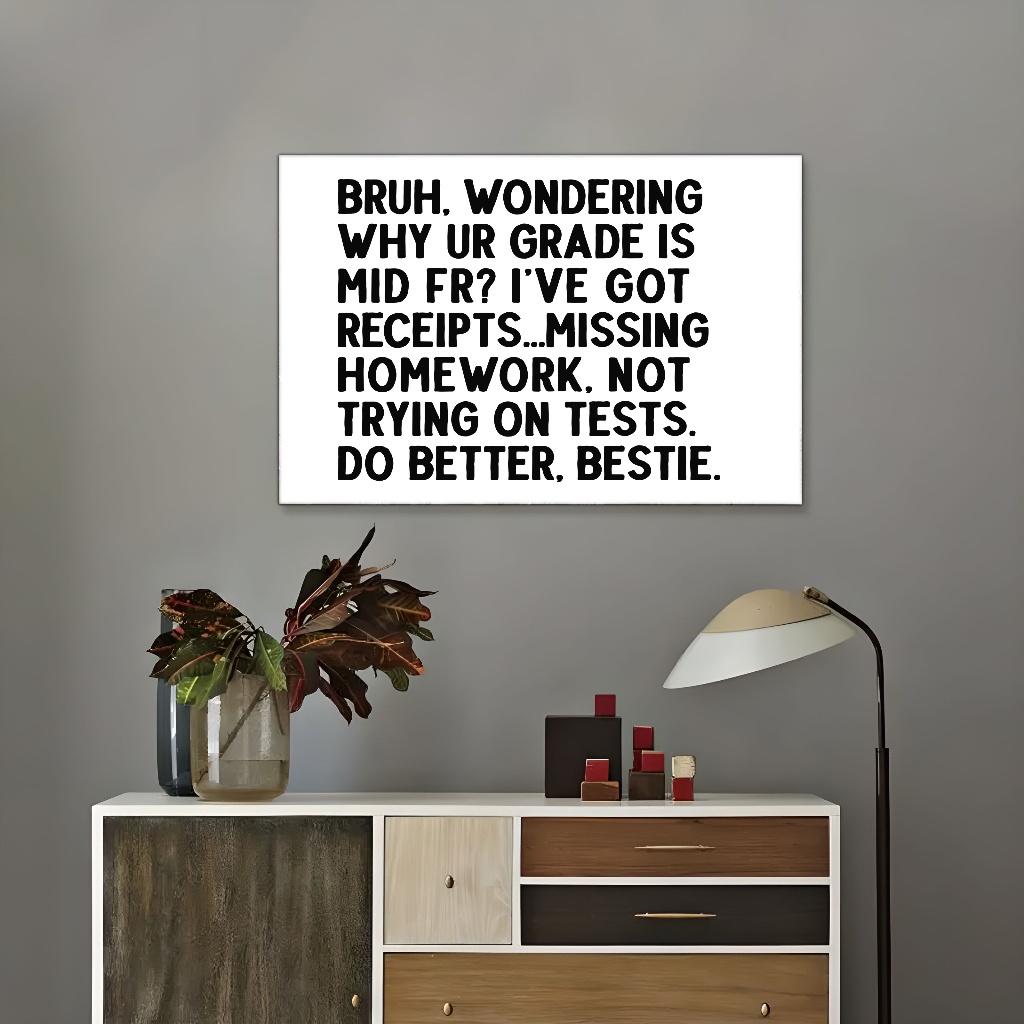 BRUH, WONDERING
WHY UR GRADE IS
MID FR? I'VE GOT
RECEIPTS...MISSING
HOMEWORK, NOT
TRYING ON TESTS.
DO BETTER, BESTIE.